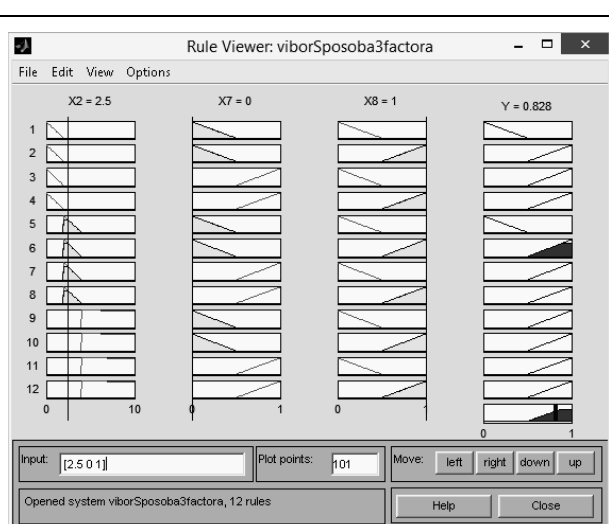 Rule Viewer: viborSposoba3factora
File Edit View Options
X2 = 2.5 X7 = 0 X8 = 1 Y = 0.828
1
2
3
4
5
6
7
8
9
10
11
12
0 10 0 1 0 1
0 1
Input: [2.5 0 1] Plot points: 101 Move: left right down up
Opened system viborSposoba3factora, 12 rules Help Close